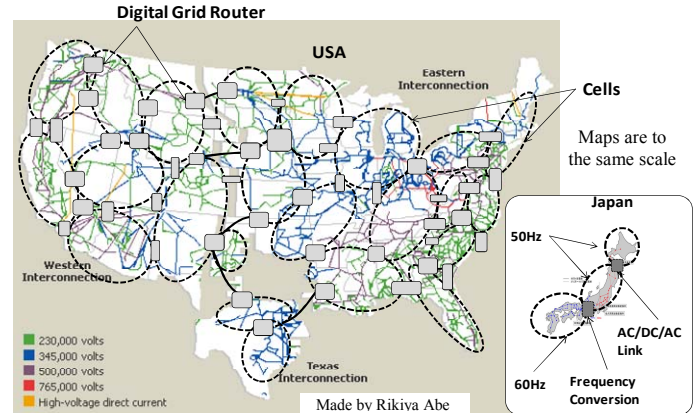 Digital Grid Router
USA
Eastern
Interconnection
Cells
Maps are to
the same scale
Western
Interconnection
Texas
Interconnection
230,000 volts
345,000 volts
500,000 volts
765,000 volts
High-voltage direct current
Made by Rikiya Abe
Japan
50Hz
60Hz
AC/DC/AC
Link
Frequency
Conversion